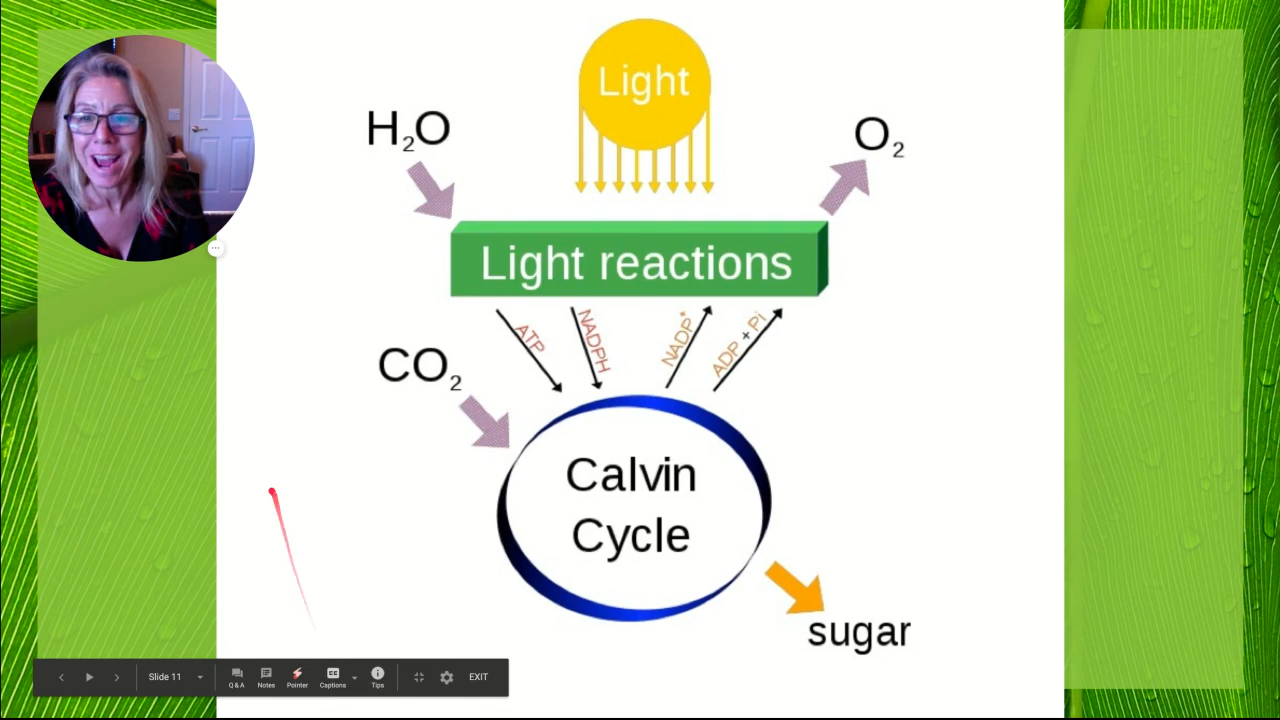 Light
H₂O
O₂
Light reactions
ATP
NADPH
NADP⁺
ADP + Pi
CO₂
Calvin
Cycle
sugar
Slide 11
Q & A
Notes
Pointer
CC
Captions
Tips
EXIT